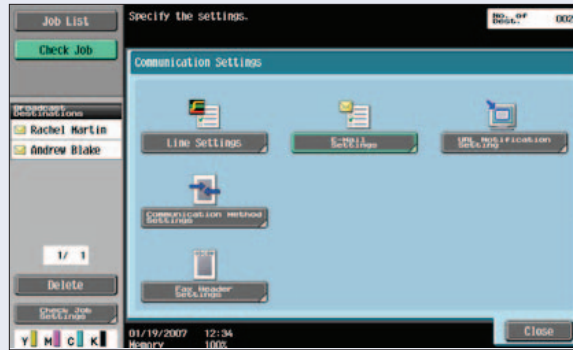 Job List
Check Job
Broadcast
Destinations
Rachel Martin
Andrew Blake
1/ 1
Delete
Check Job
Settings
Y M C K
Specify the settings.
No. of
Dest.
002
Communication Settings
Line Settings
E-Mail
Settings
URL Notification
Setting
Communication Method
Settings
Fax Header
Settings
01/19/2007 12:34
Memory 100%
Close